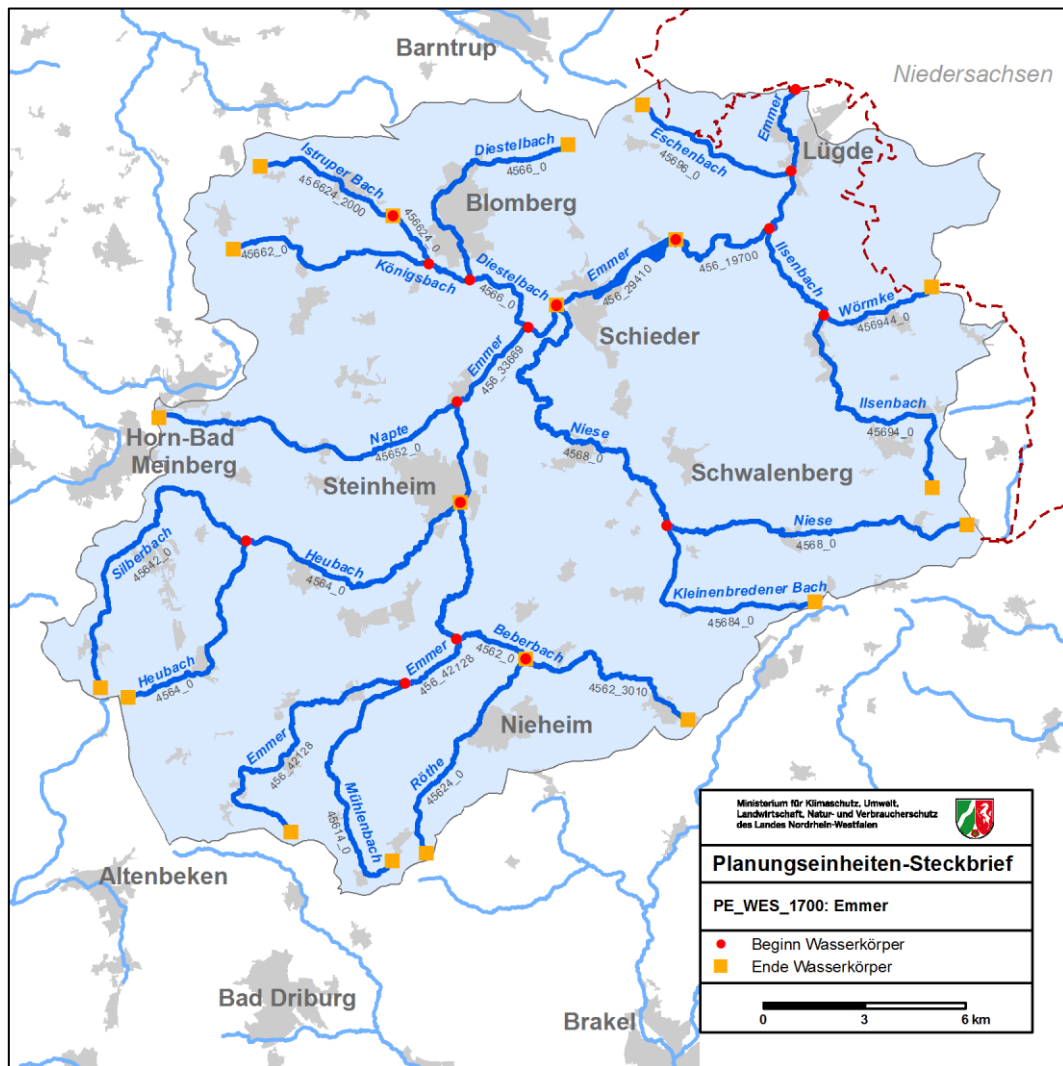 Barntrup
Niedersachsen
Emmer
Lügde
Eschenbach
45696_0
Diestelbach
4566_0
Istruper Bach
456624_2000
456624_0
Blomberg
45662_0
Königsbach
Diestelbach
4566_0
Emmer
456_29410
456_19700
Ilsenbach
Wörmke
456944_0
Schieder
Emmer
456_33669
Ilsenbach
45694_0
Horn-Bad
Meinberg
Napte
45652_0
Niese
4568_0
Schwalenberg
Steinheim
Niese
4568_0
Silberbach
45642_0
Heubach
4564_0
Kleinenbredener Bach
45684_0
Heubach
4564_0
Emmer
456_42128
Beberbach
4562_0
4562_3010
Nieheim
Emmer
456_42128
Mühlenbach
45614_0
Röthe
45624_0
Altenbeken
Bad Driburg
Brakel
Ministerium für Klimaschutz, Umwelt,
Landwirtschaft, Natur- und Verbraucherschutz
des Landes Nordrhein-Westfalen
Planungseinheiten-Steckbrief
PE_WES_1700: Emmer
Beginn Wasserkörper
Ende Wasserkörper
0 3 6 km